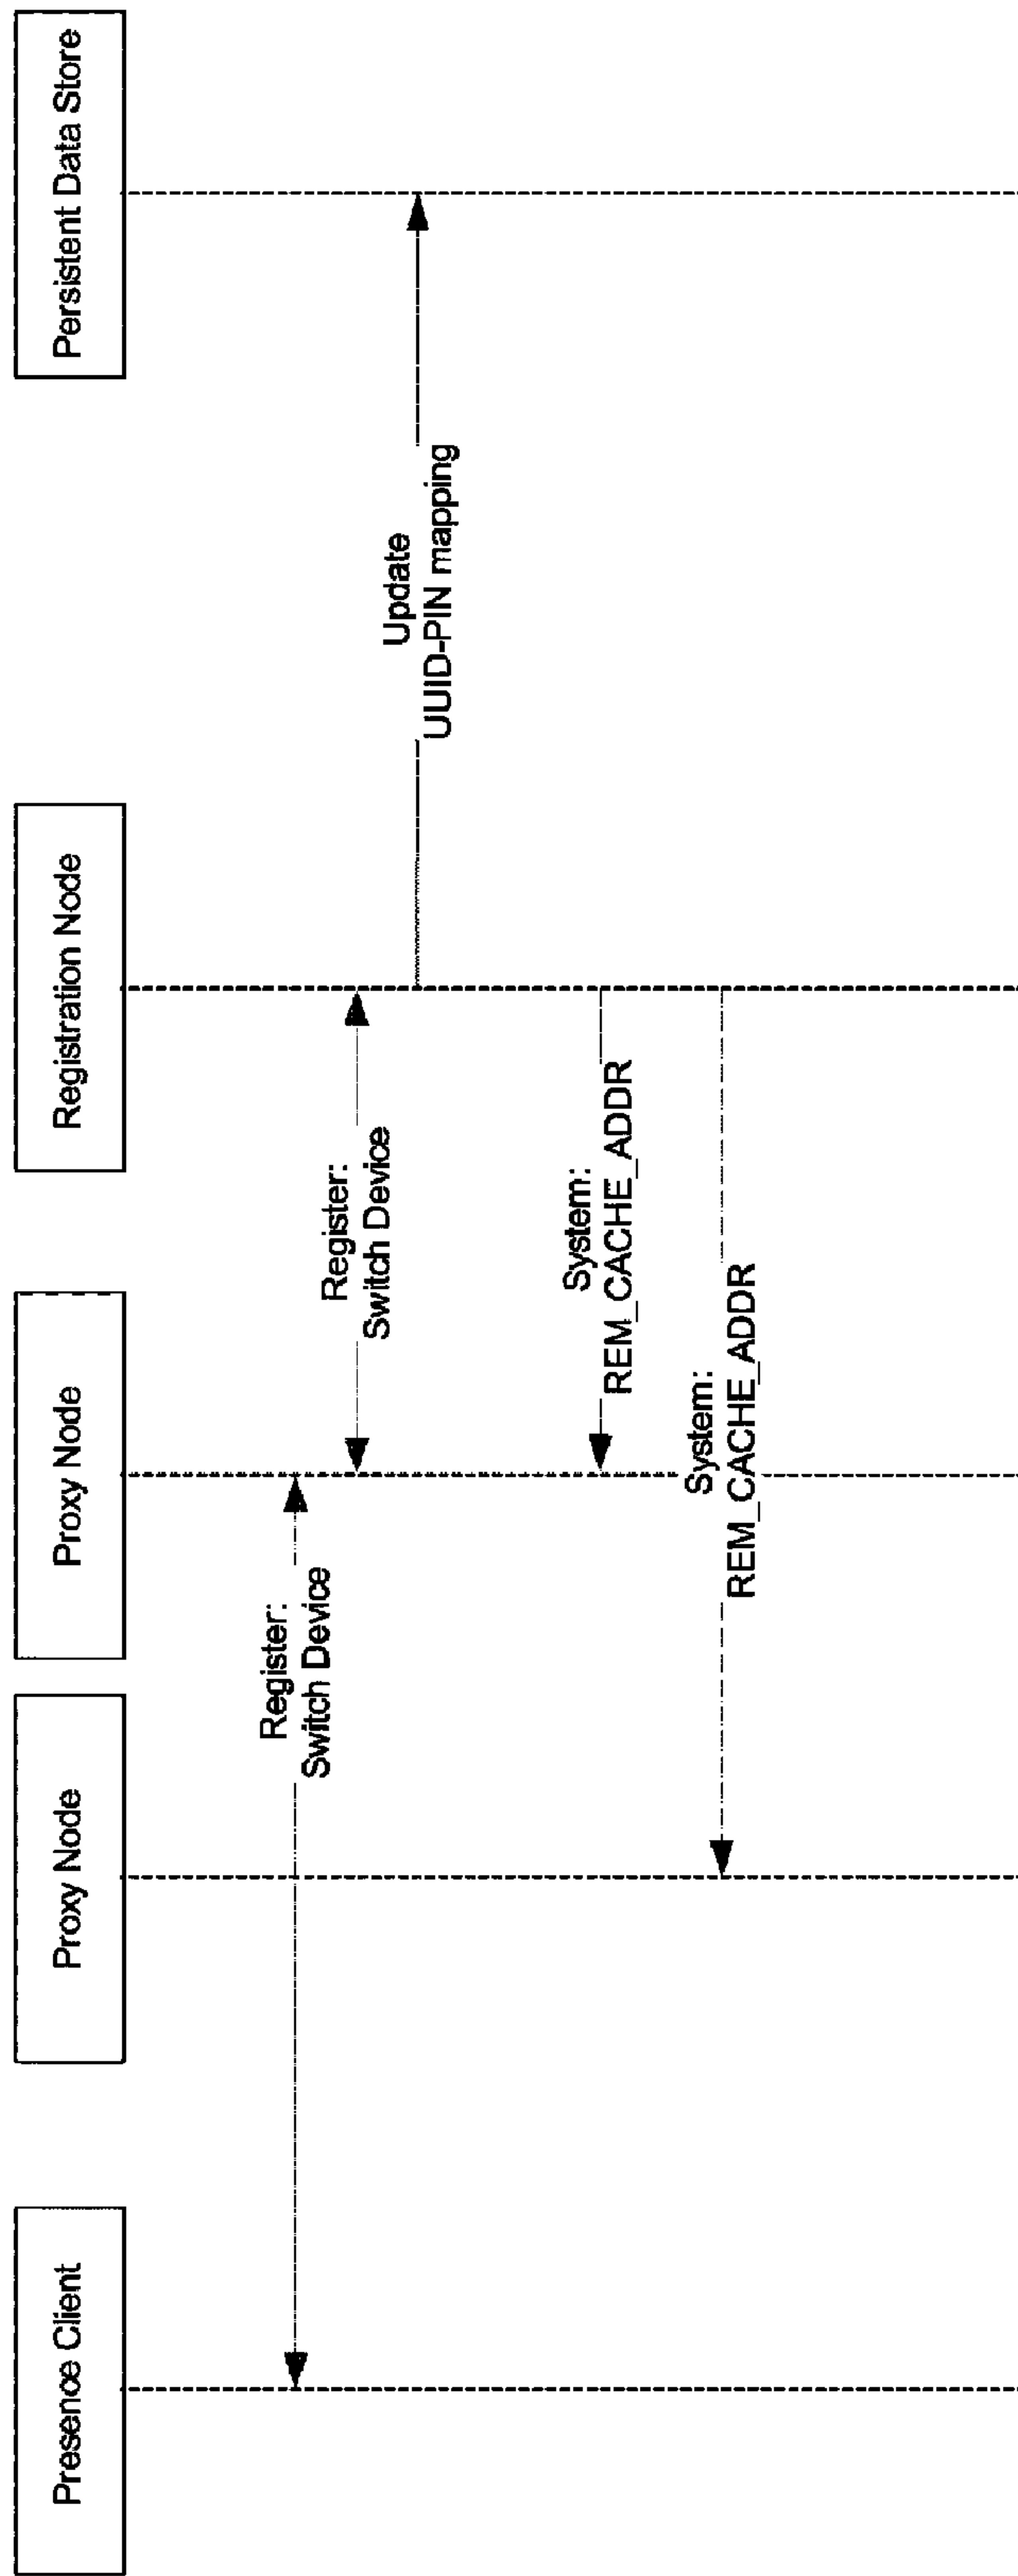 Presence Client
Proxy Node
Proxy Node
Registration Node
Persistent Data Store
Register:
Switch Device
Register:
Switch Device
Update
UUID-PIN mapping
System:
REM_CACHE_ADDR
System:
REM_CACHE_ADDR